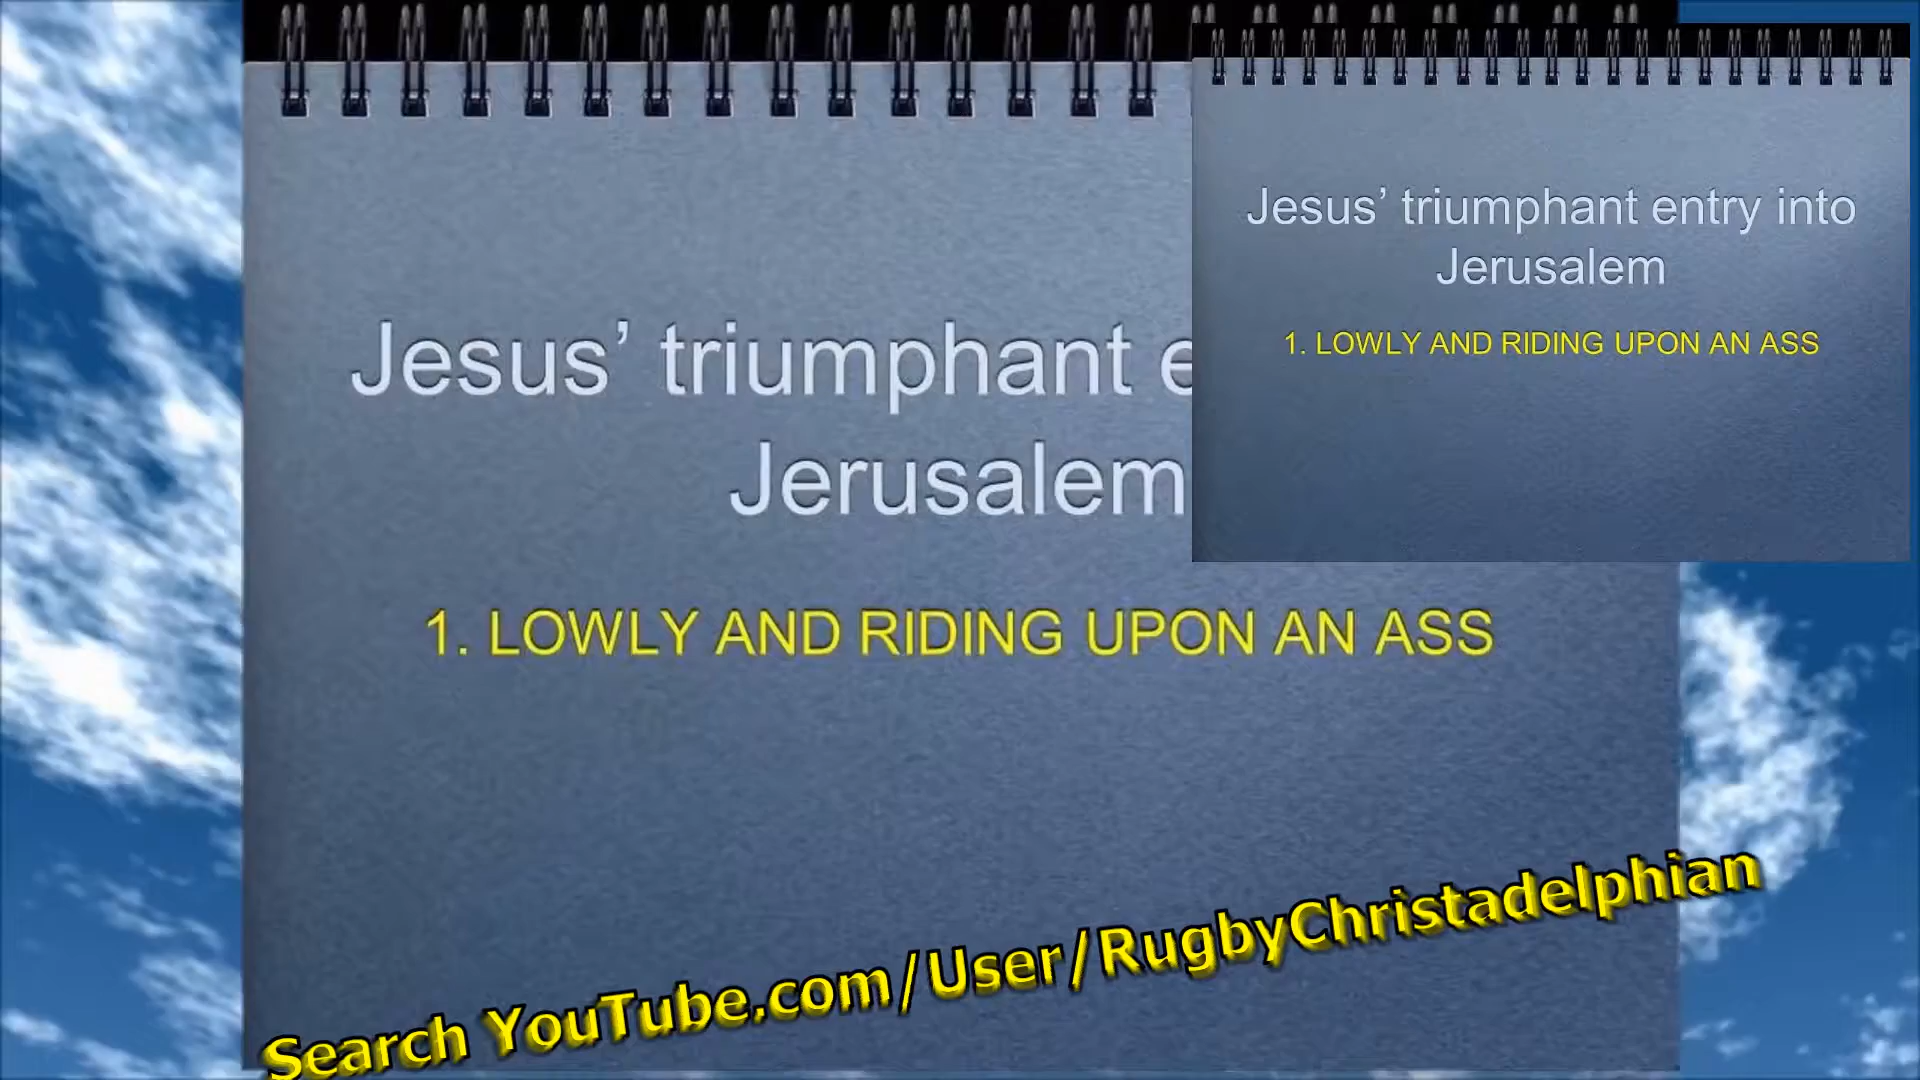 Jesus’ triumphant e
Jerusalem
1. LOWLY AND RIDING UPON AN ASS
Jesus’ triumphant entry into
Jerusalem
1. LOWLY AND RIDING UPON AN ASS
Search YouTube.com/User/RugbyChristadelphian